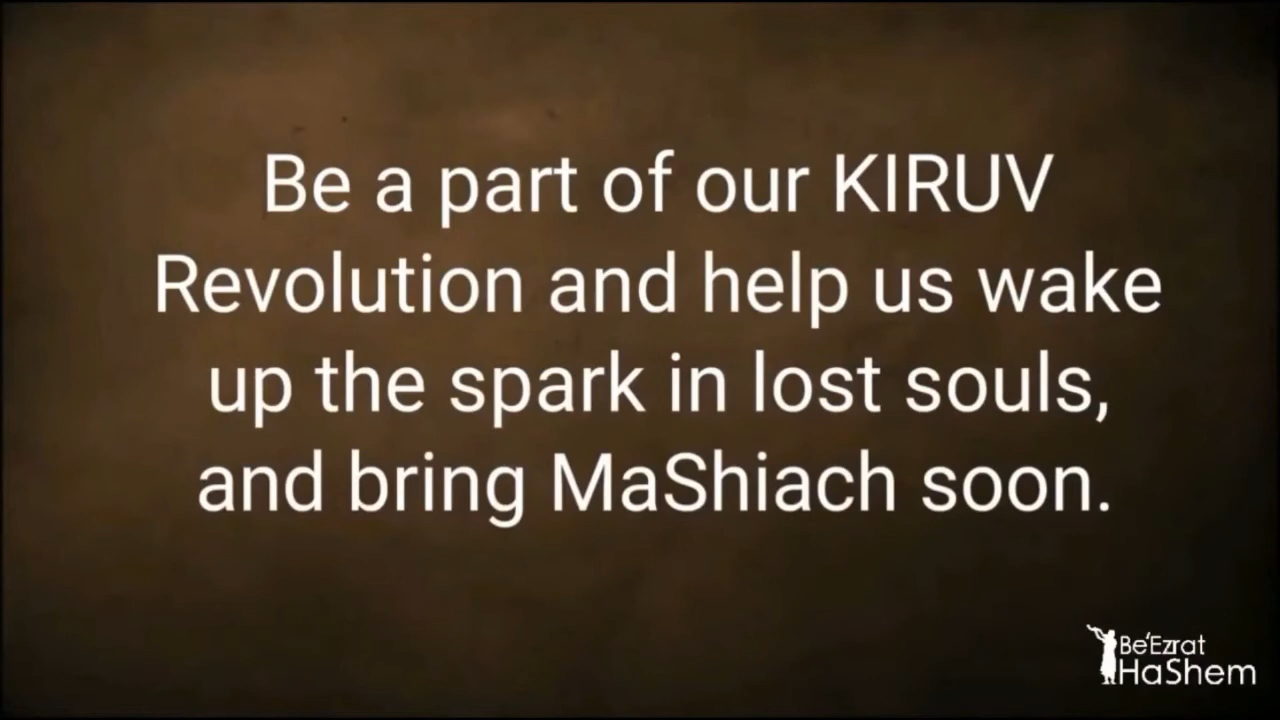 Be a part of our KIRUV
Revolution and help us wake
up the spark in lost souls,
and bring MaShiach soon.
Be'Ezrat
HaShem